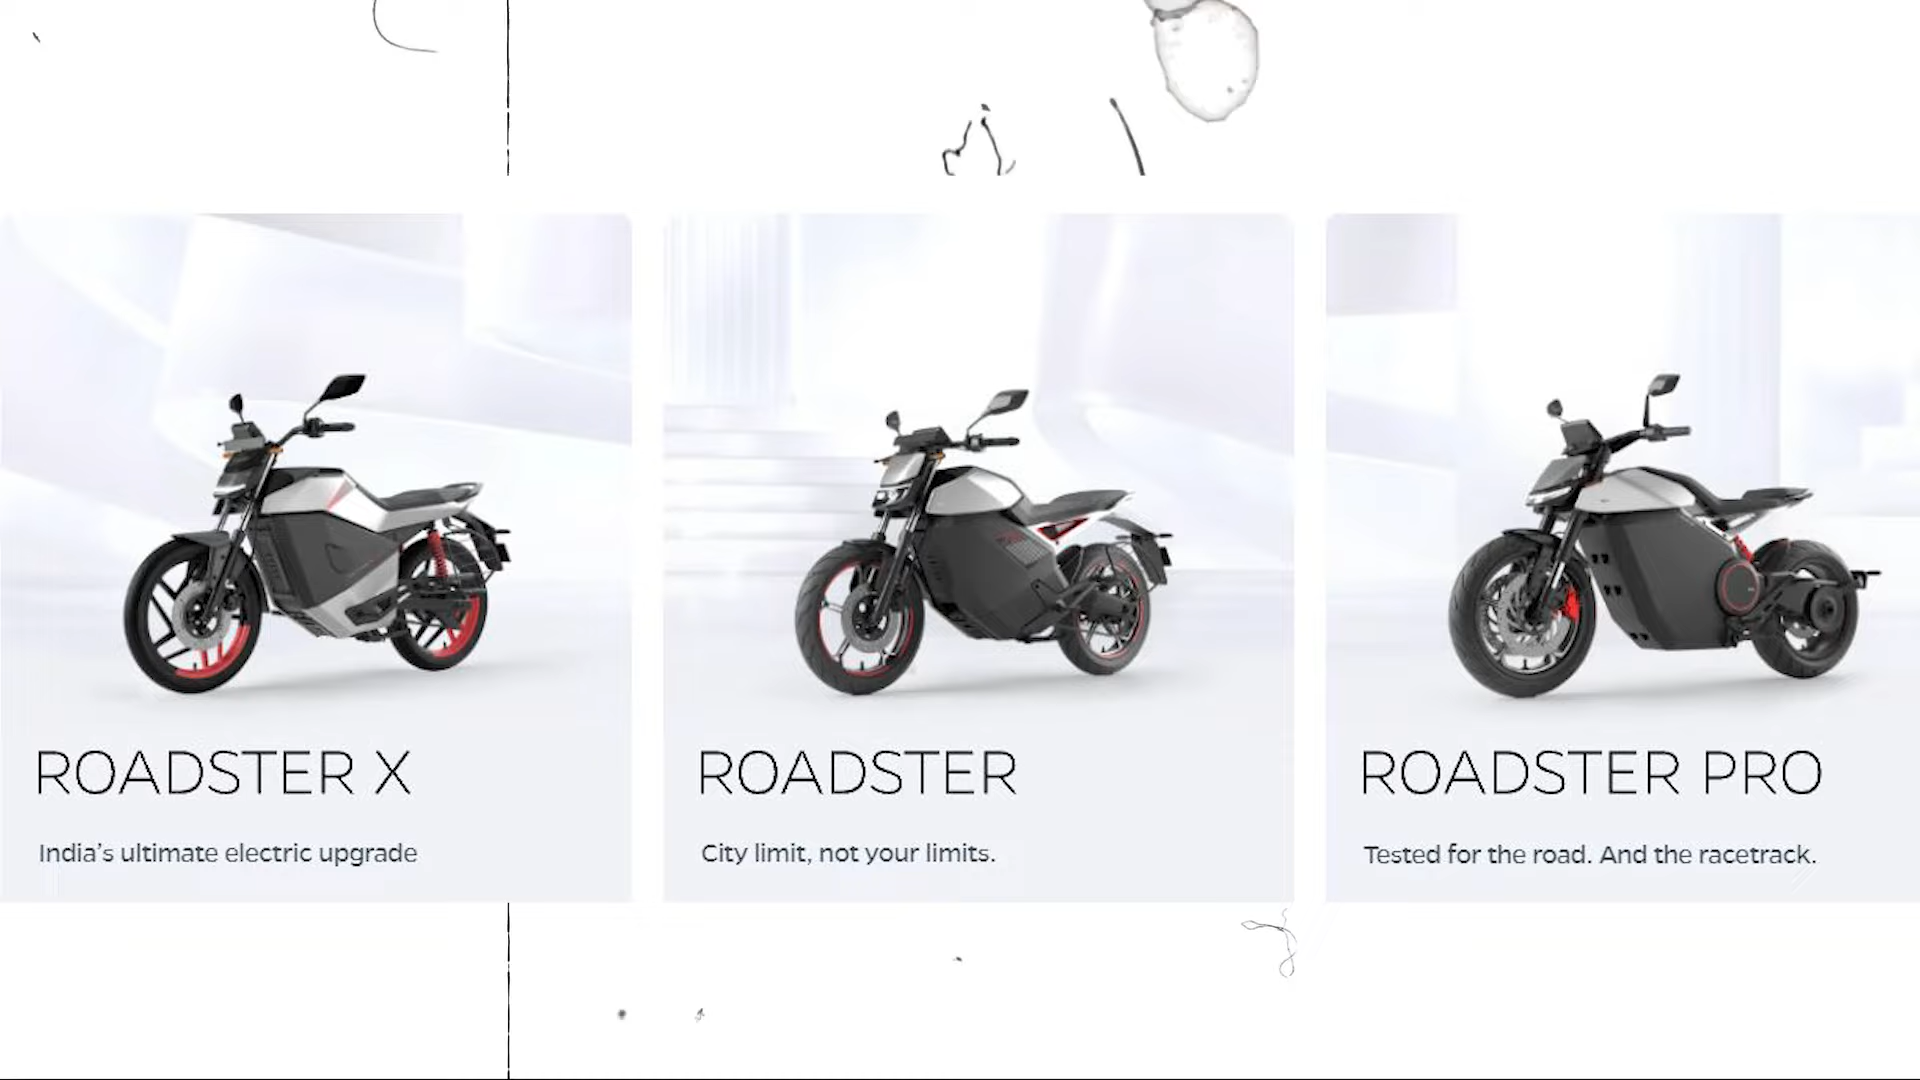 ROADSTER X
India's ultimate electric upgrade
ROADSTER
City limit, not your limits.
ROADSTER PRO
Tested for the road. And the racetrack.